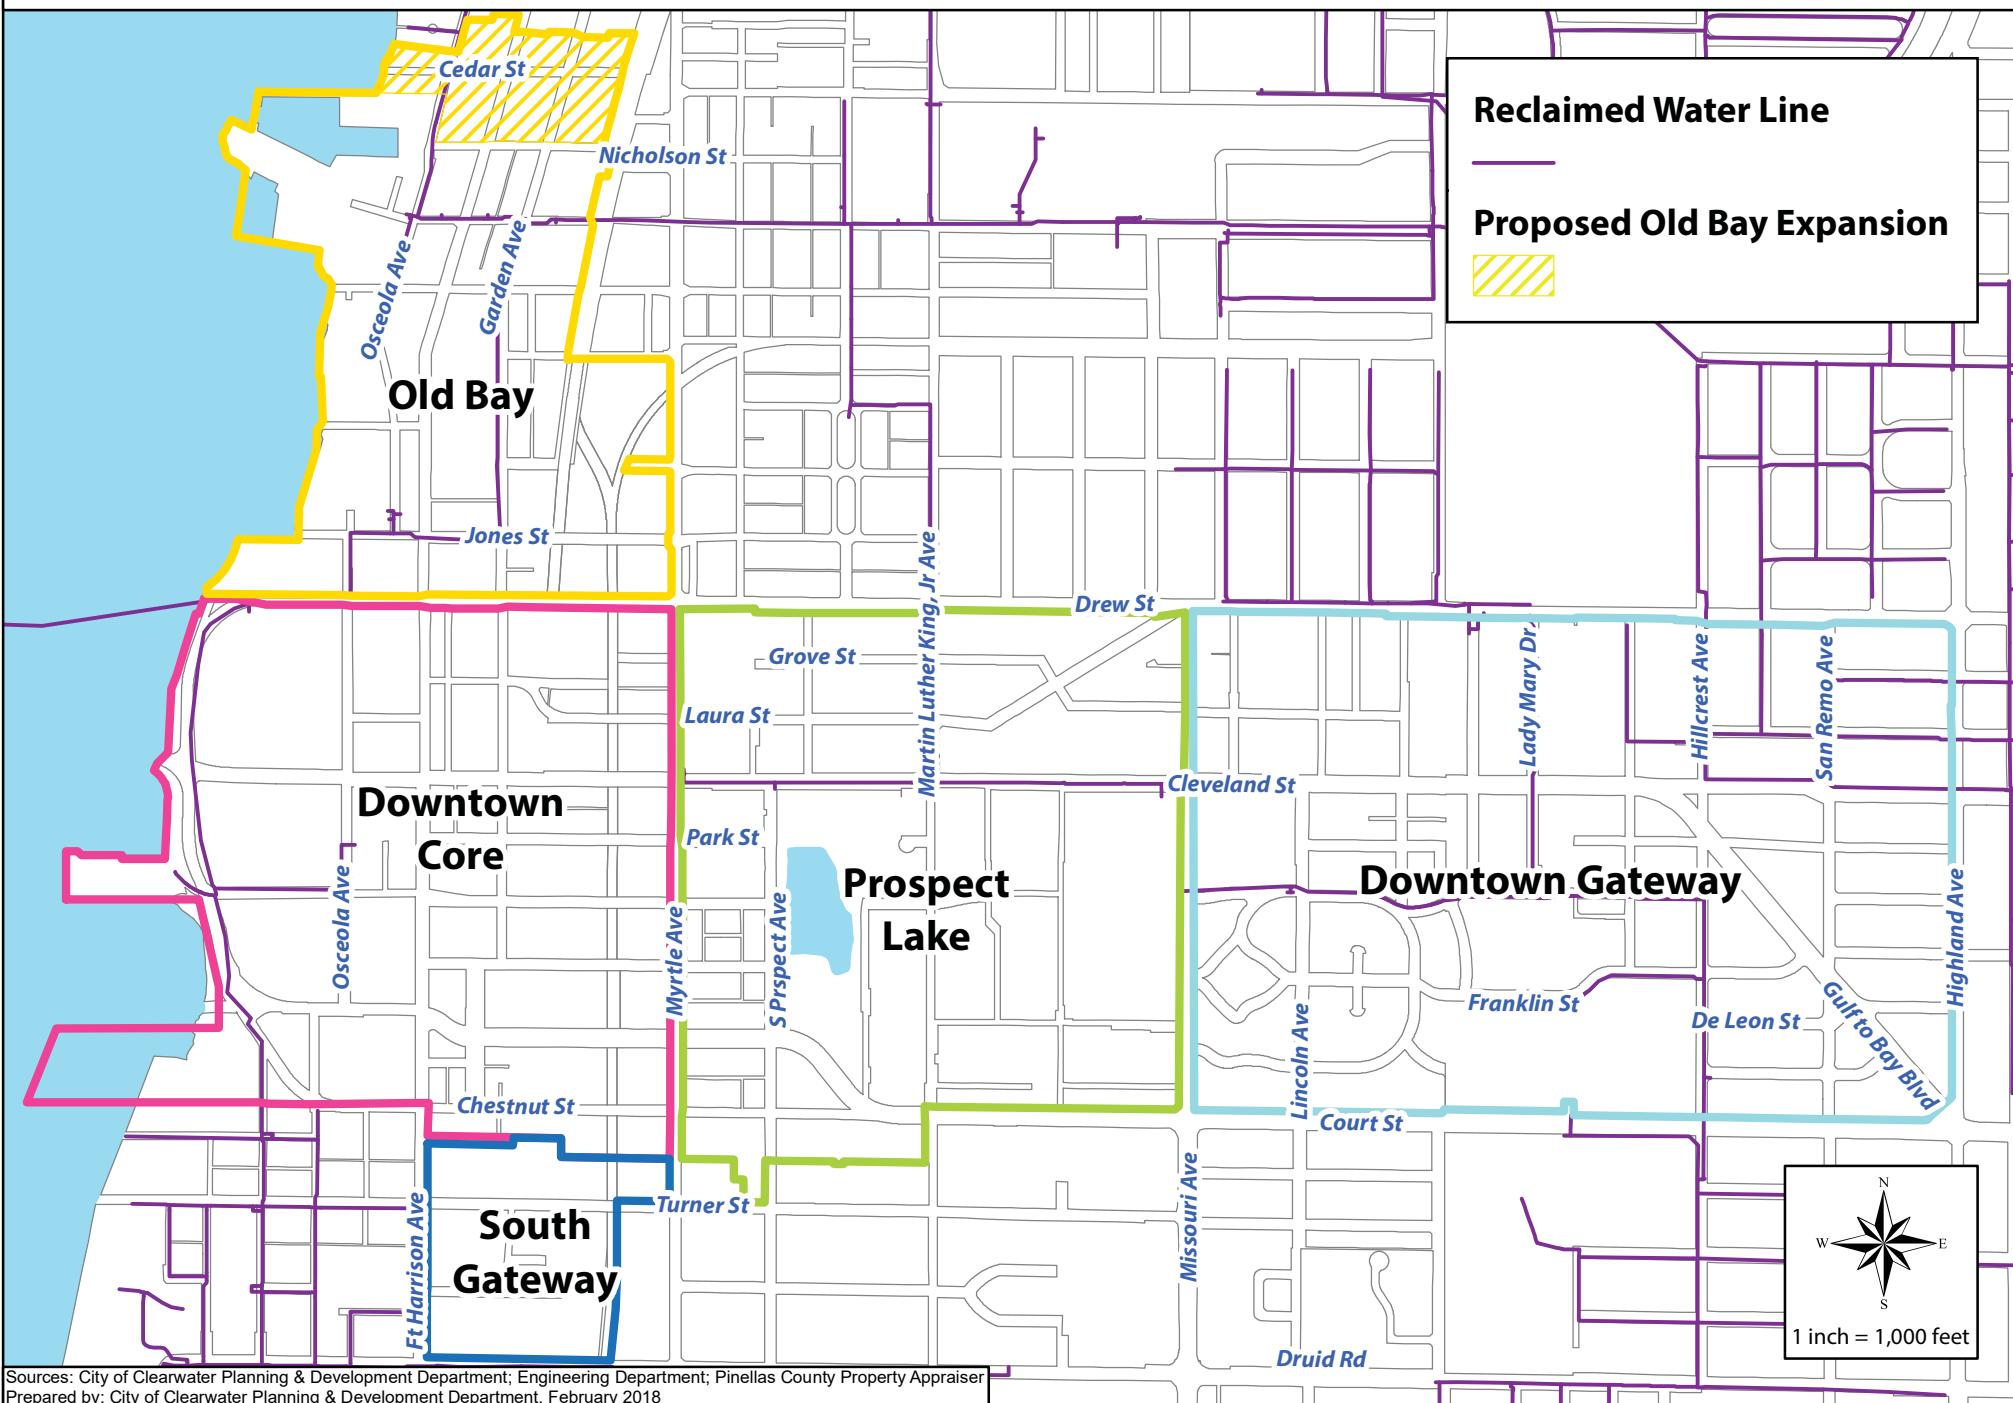 Cedar St
Reclaimed Water Line
Nicholson St
Proposed Old Bay Expansion
Osceola Ave
Garden Ave
Old Bay
Jones St
Martin Luther King, Jr Ave
Drew St
Grove St
Laura St
Lady Mary Dr
Hillcrest Ave
San Remo Ave
Cleveland St
Downtown
Core
Park St
Prospect
Lake
Downtown Gateway
Osceola Ave
Myrtle Ave
S Prspect Ave
Highland Ave
Franklin St
De Leon St
Gulf to Bay Blvd
Lincoln Ave
Chestnut St
Court St
Missouri Ave
Turner St
Ft Harrison Ave
South
Gateway
N
W
E
S
1 inch = 1,000 feet
Druid Rd
Sources: City of Clearwater Planning & Development Department; Engineering Department; Pinellas County Property Appraiser
Prepared by: City of Clearwater Planning & Development Department, February 2018